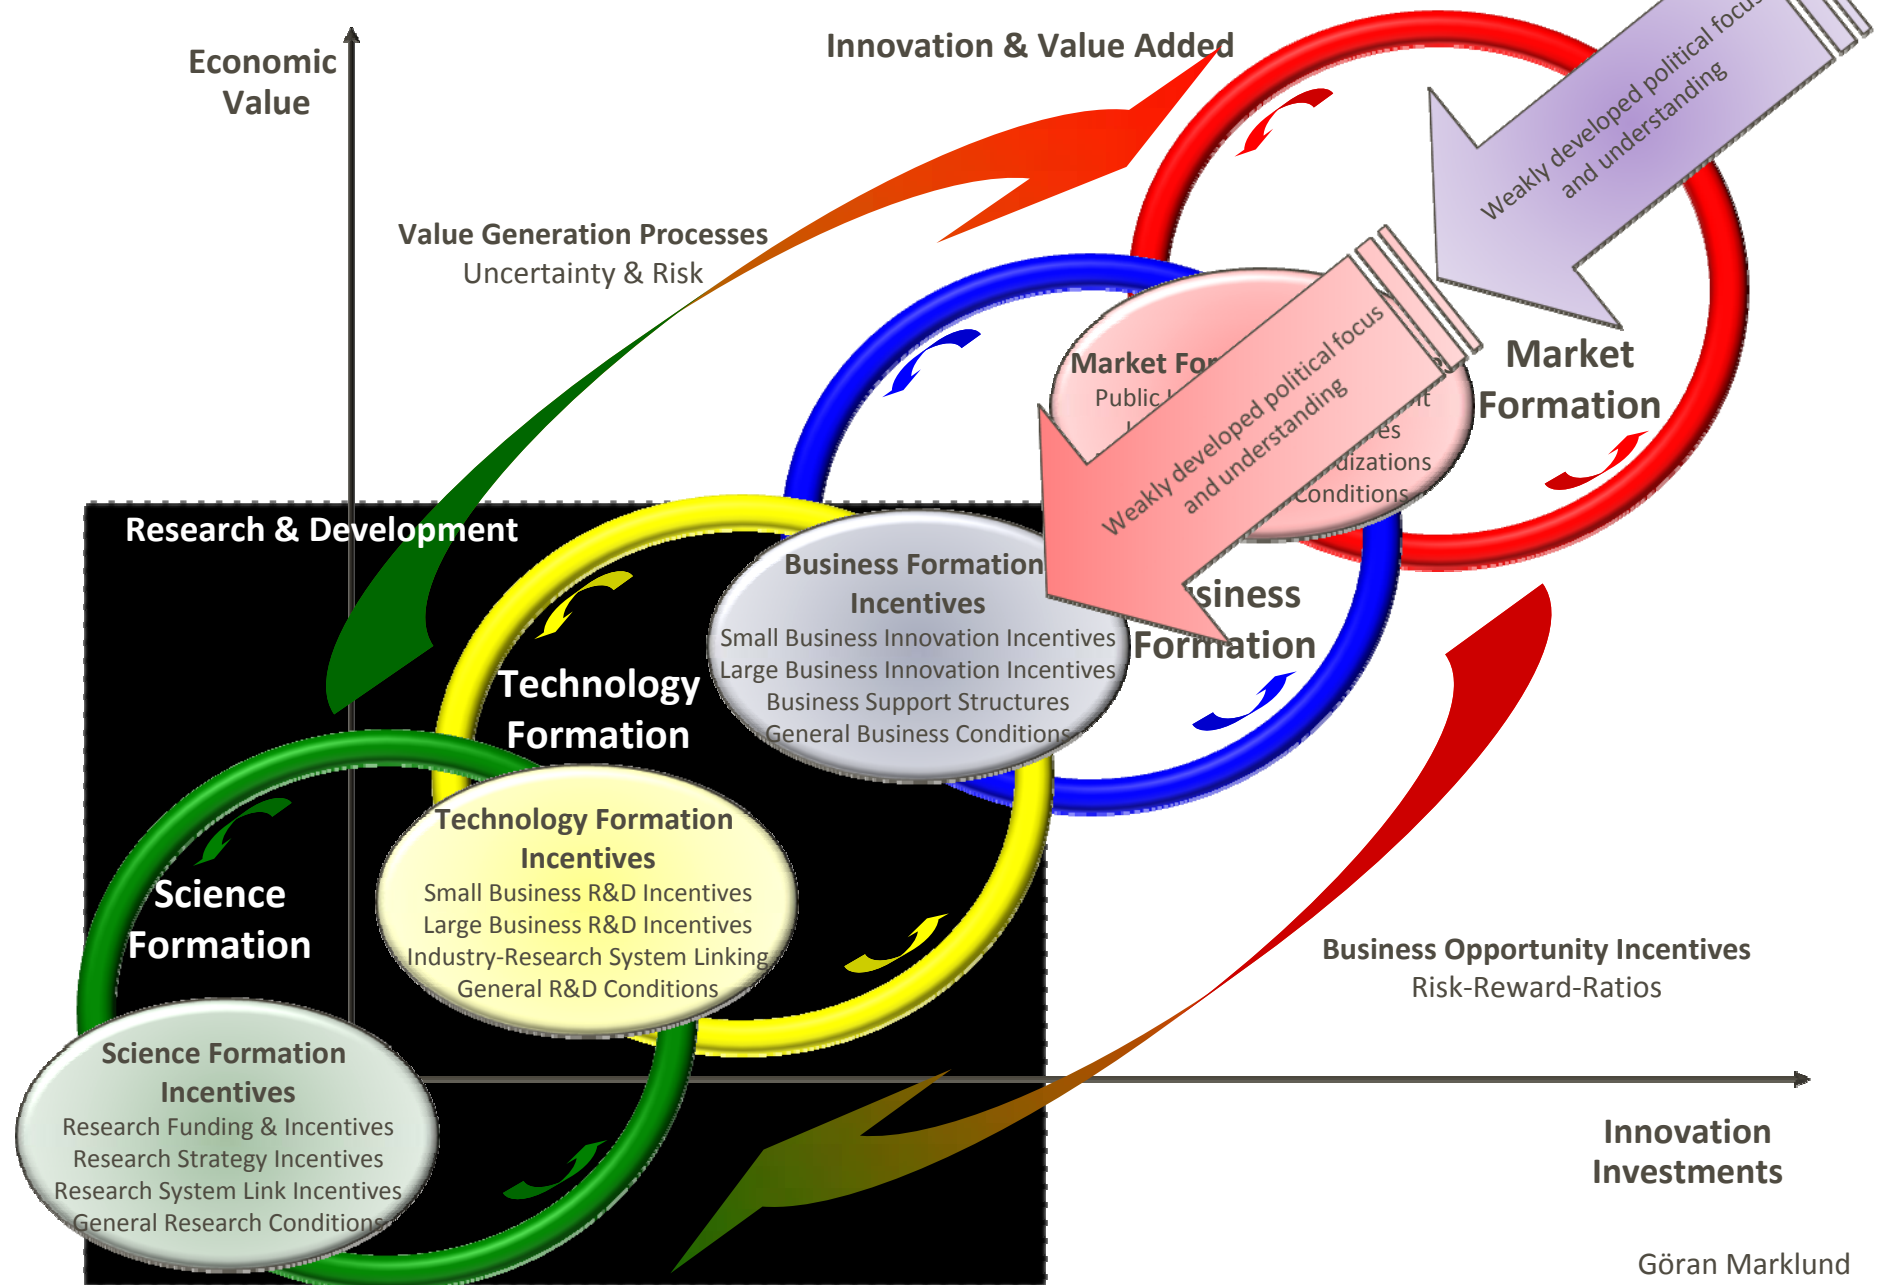 Economic
Value
Innovation & Value Added
Weakly developed political focus
and understanding
Value Generation Processes
Uncertainty & Risk
Market
Formation
Market
Public
dizations
Conditions
Weakly developed political focus
and understanding
Research & Development
Business Formation
Incentives
Small Business Innovation Incentives
Large Business Innovation Incentives
Business Support Structures
General Business Conditions
siness
Formation
Technology
Formation
Technology Formation
Incentives
Small Business R&D Incentives
Large Business R&D Incentives
Industry-Research System Linking
General R&D Conditions
Science
Formation
Business Opportunity Incentives
Risk-Reward-Ratios
Science Formation
Incentives
Research Funding & Incentives
Research Strategy Incentives
Research System Link Incentives
General Research Conditions
Innovation
Investments
Göran Marklund